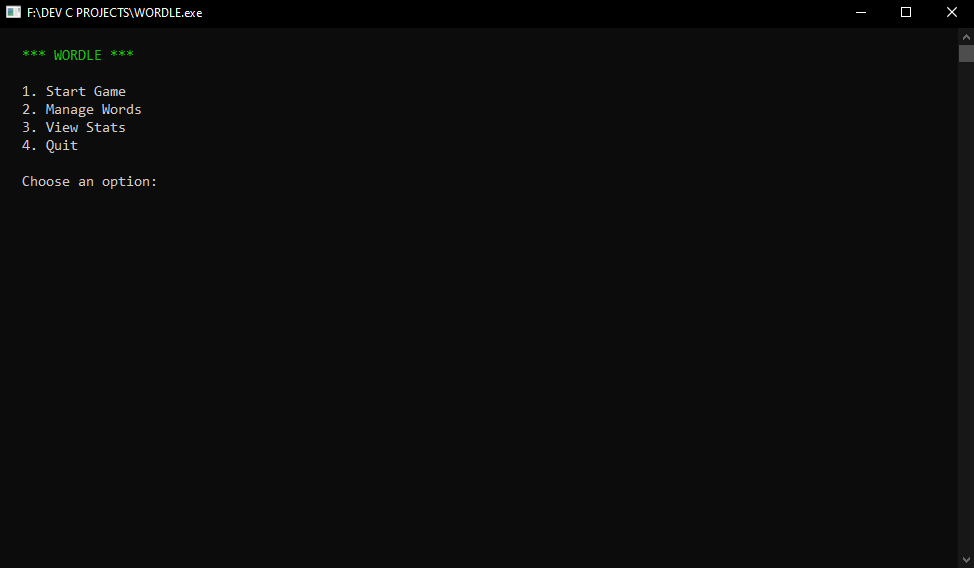 F:\DEV C PROJECTS\WORDLE.exe
*** WORDLE ***
1. Start Game
2. Manage Words
3. View Stats
4. Quit
Choose an option: